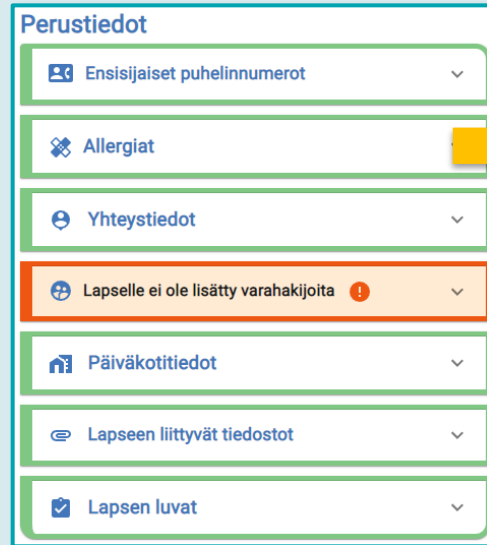 Perustiedot
Ensisijaiset puhelinnumerot
Allergiat
Yhteystiedot
Lapselle ei ole lisätty varahakijoita
Päiväkotitiedot
Lapseen liittyvät tiedostot
Lapsen luvat